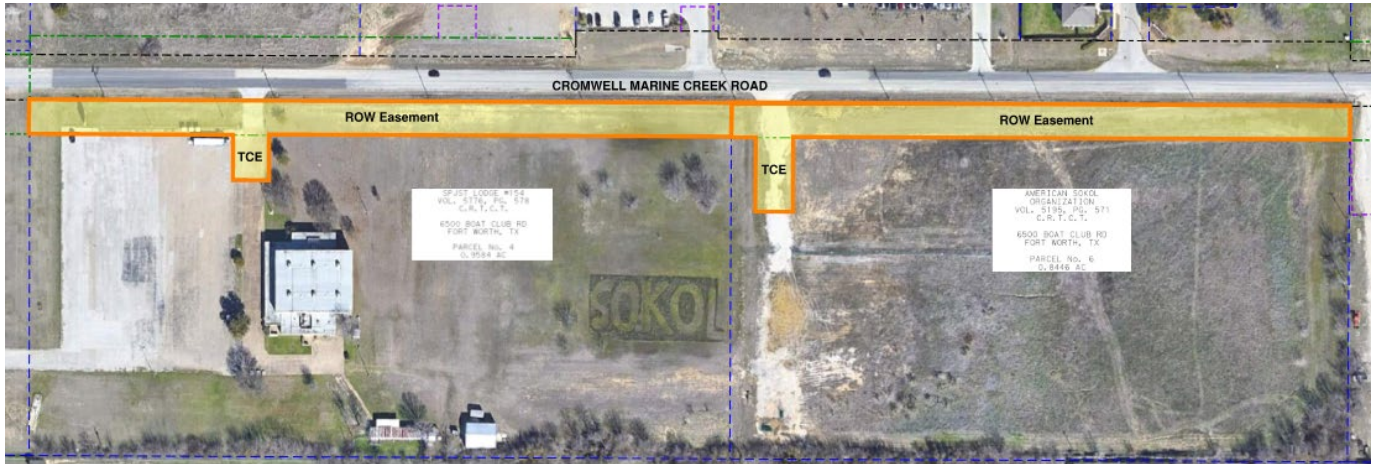 CROMWELL MARINE CREEK ROAD
ROW Easement
ROW Easement
TCE
TCE
SPJST LODGE #154
VOL. 5776, PG. 578
C.R.T.C.T.
6500 BOAT CLUB RD
FORT WORTH, TX
PARCEL No. 4
0.9584 AC
AMERICAN SOKOL
ORGANIZATION
VOL. 5195, PG. 571
C.R.T.C.T.
6500 BOAT CLUB RD
FORT WORTH, TX
PARCEL No. 6
0.8446 AC
SOKOL